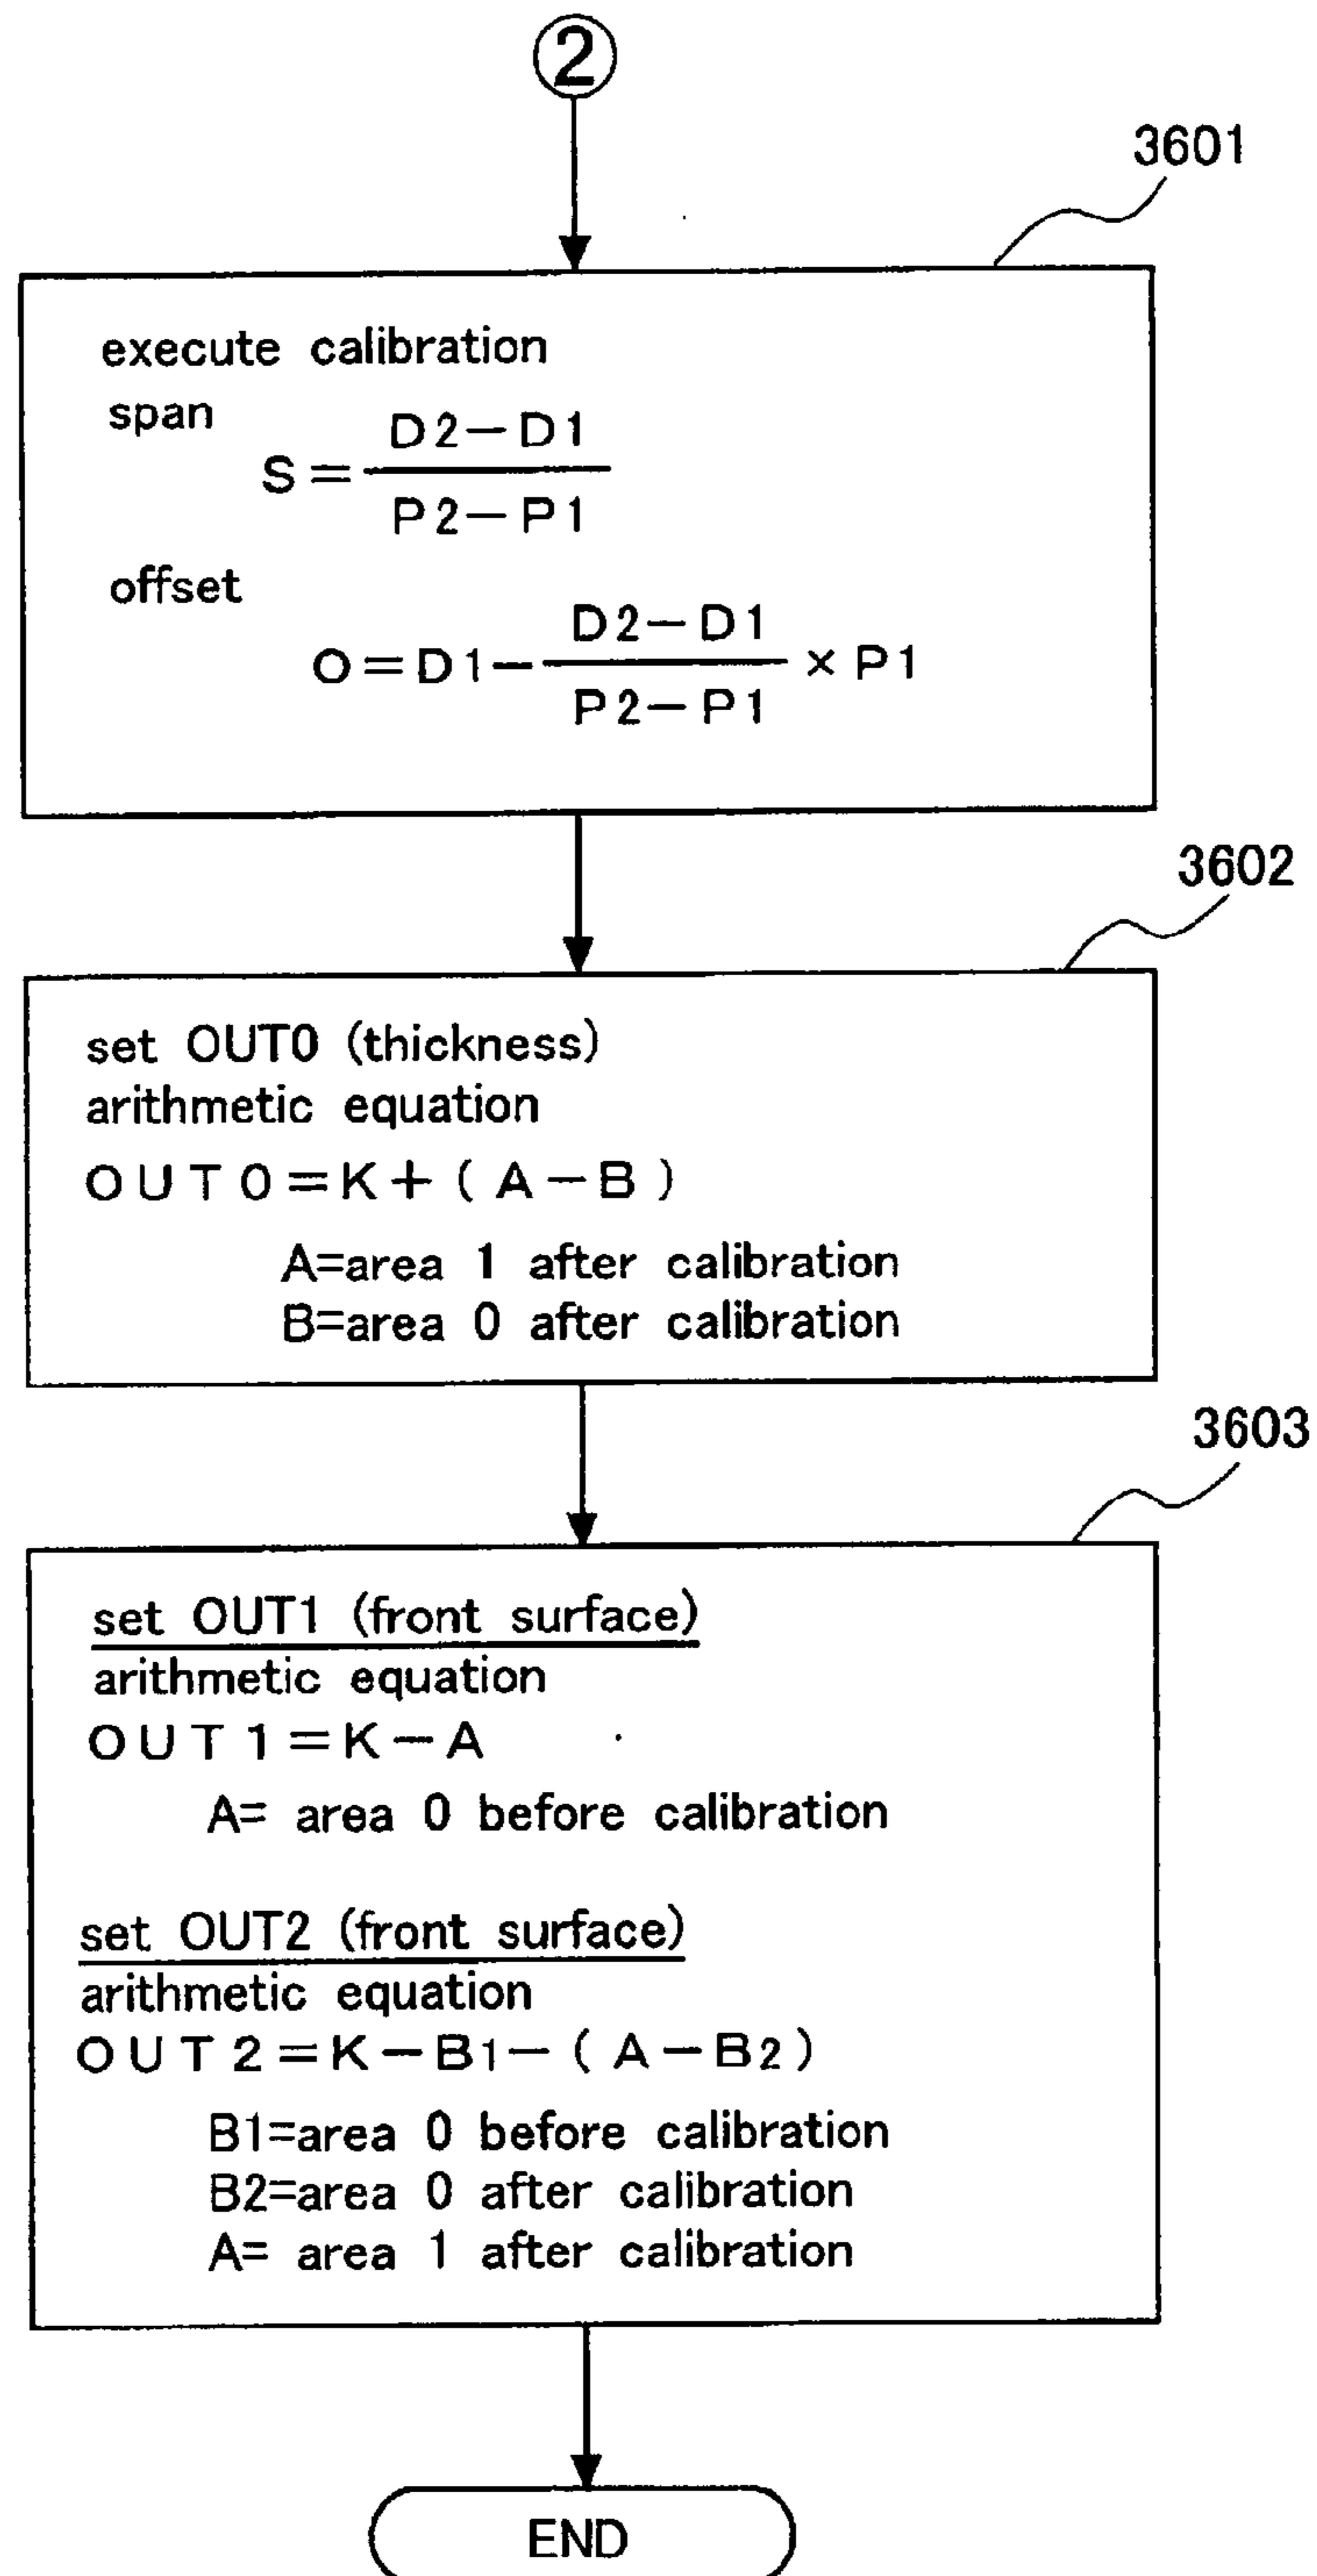 ②
3601
execute calibration
span
S = (D2-D1)/(P2-P1)
offset
O = D1 - (D2-D1)/(P2-P1) × P1
3602
set OUT0 (thickness)
arithmetic equation
OUT0 = K + (A - B)
A=area 1 after calibration
B=area 0 after calibration
3603
set OUT1 (front surface)
arithmetic equation
OUT1 = K - A
A= area 0 before calibration
set OUT2 (front surface)
arithmetic equation
OUT2 = K - B1 - (A - B2)
B1=area 0 before calibration
B2=area 0 after calibration
A= area 1 after calibration
END